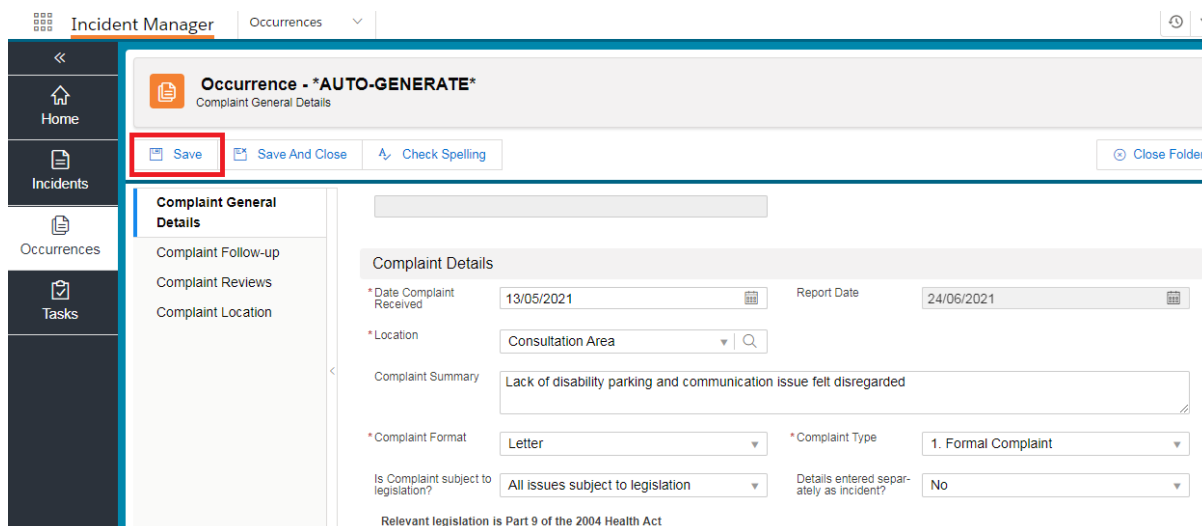 Incident Manager
Occurrences
Home
Incidents
Occurrences
Tasks
Occurrence - *AUTO-GENERATE*
Complaint General Details
Save
Save And Close
Check Spelling
Close Folder
Complaint General
Details
Complaint Follow-up
Complaint Reviews
Complaint Location
Complaint Details
*Date Complaint
Received
13/05/2021
Report Date
24/06/2021
*Location
Consultation Area
Complaint Summary
Lack of disability parking and communication issue felt disregarded
*Complaint Format
Letter
*Complaint Type
1. Formal Complaint
Is Complaint subject to
legislation?
All issues subject to legislation
Details entered separ-
ately as incident?
No
Relevant legislation is Part 9 of the 2004 Health Act